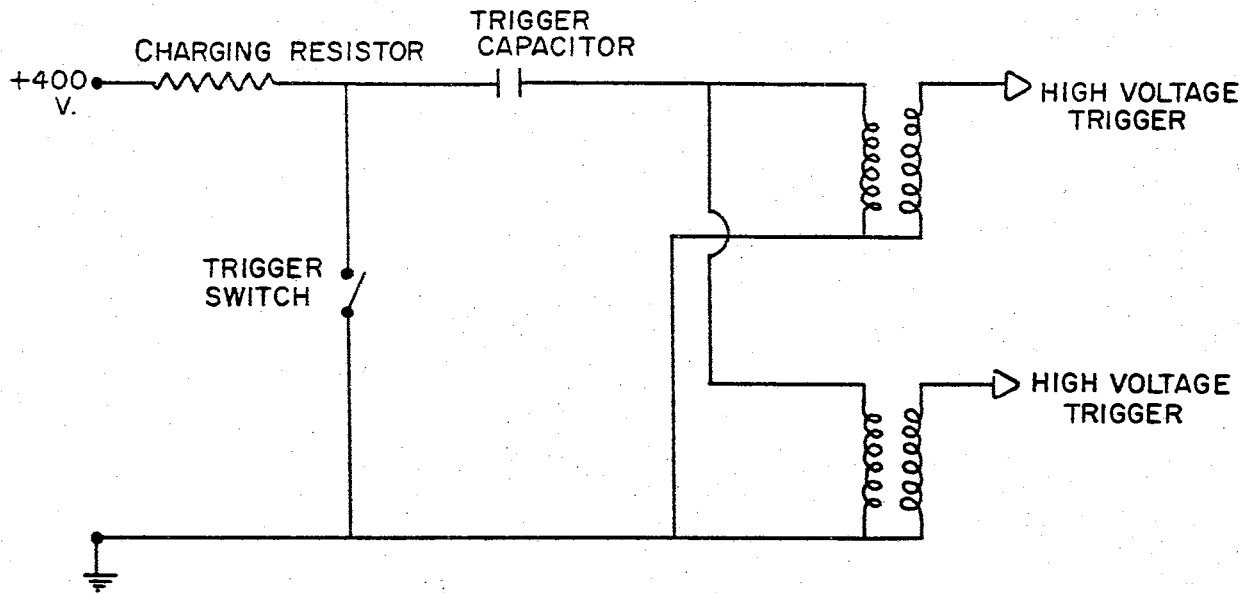 TRIGGER
CAPACITOR
CHARGING RESISTOR
+400
V.
HIGH VOLTAGE
TRIGGER
TRIGGER
SWITCH
HIGH VOLTAGE
TRIGGER